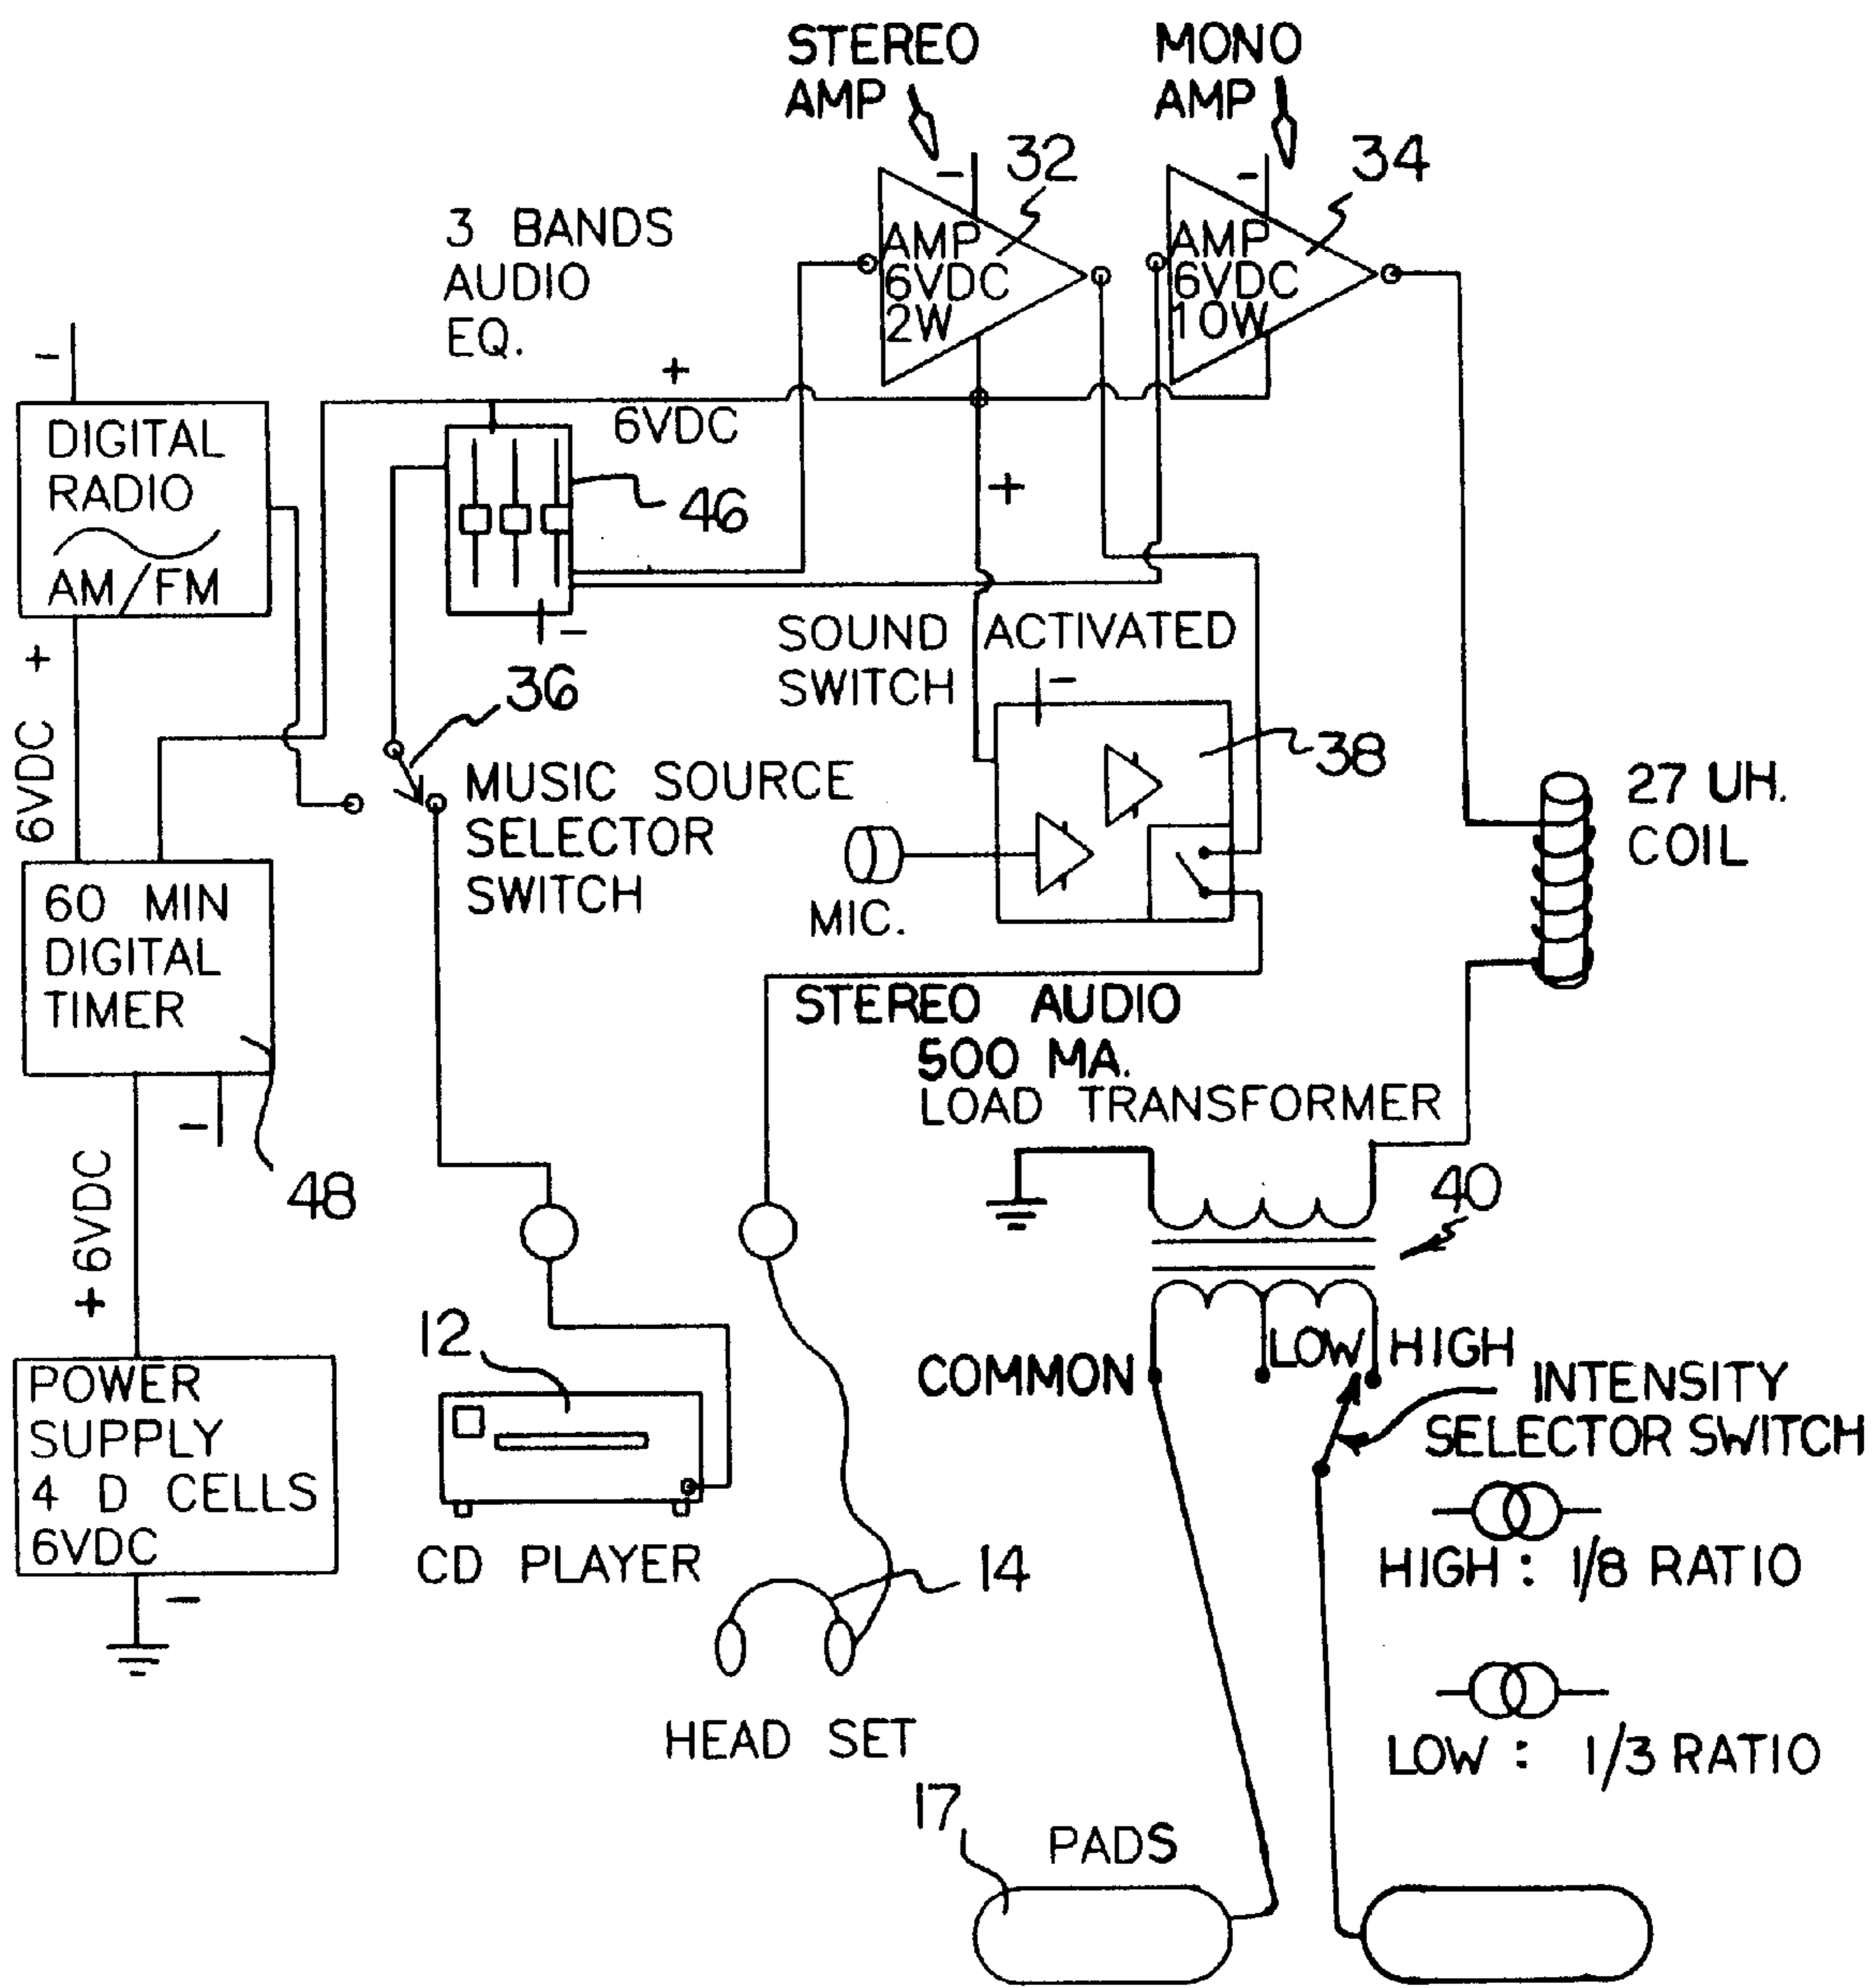 STEREO
AMP
MONO
AMP
32
34
3 BANDS
AUDIO
EQ.
AMP
6VDC
2W
AMP
6VDC
10W
-
-
-
+
6VDC
DIGITAL
RADIO
AM/FM
46
+
-
+
6VDC
36
SOUND ACTIVATED
SWITCH
-
38
MUSIC SOURCE
SELECTOR
SWITCH
MIC.
27 UH.
COIL
60 MIN
DIGITAL
TIMER
-
48
STEREO AUDIO
500 MA.
LOAD TRANSFORMER
40
+ 6VDC
12
COMMON
LOW
HIGH
INTENSITY
SELECTOR SWITCH
POWER
SUPPLY
4 D CELLS
6VDC
-
CD PLAYER
14
HIGH : 1/8 RATIO
HEAD SET
LOW : 1/3 RATIO
17
PADS